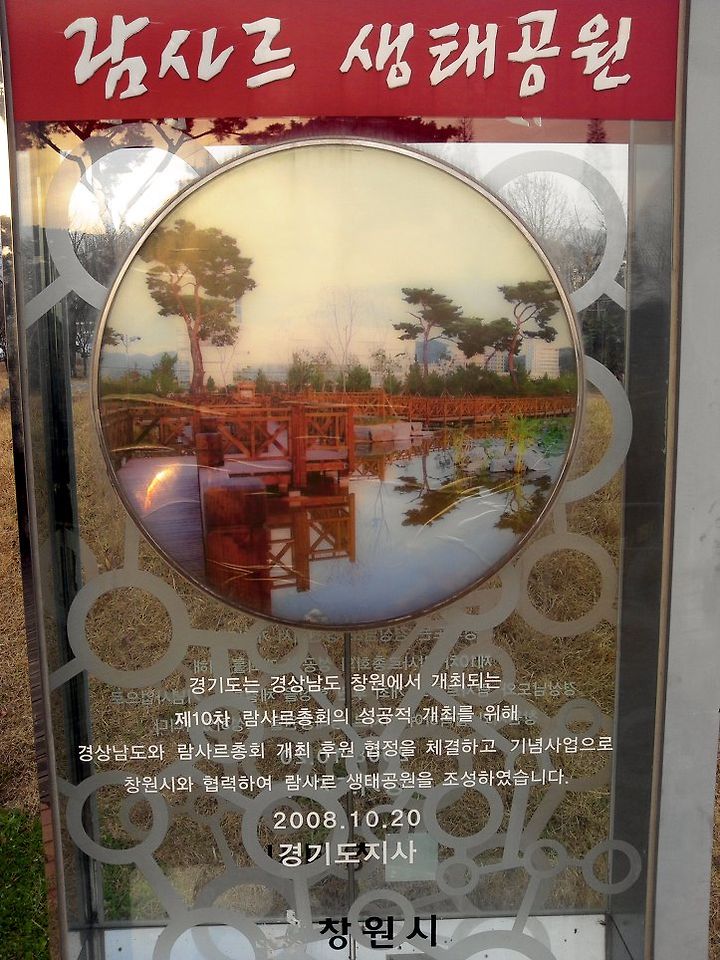 람사르 생태공원
경기도는 경상남도 창원에서 개최되는
제10차 람사르총회의 성공적 개최를 위해
경상남도와 람사르총회 개최 후원 협정을 체결하고 기념사업으로
창원시와 협력하여 람사르 생태공원을 조성하였습니다.
2008.10.20
경기도지사
창원시